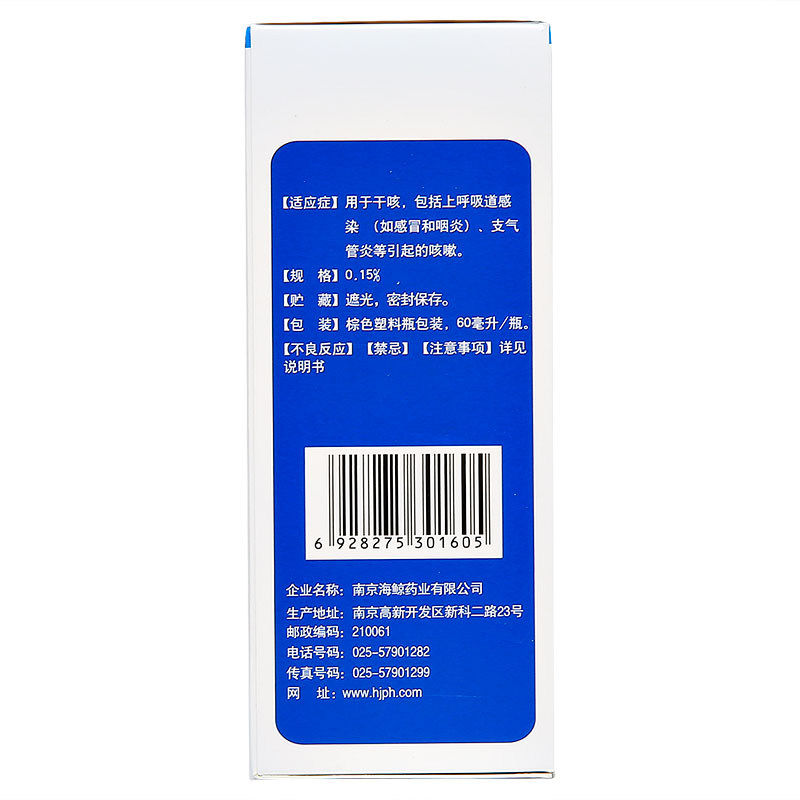 【适应症】用于干咳，包括上呼吸道感
染（如感冒和咽炎）、支气
管炎等引起的咳嗽。
【规 格】0.15%
【贮 藏】遮光，密封保存。
【包 装】棕色塑料瓶包装，60毫升/瓶。
【不良反应】【禁忌】【注意事项】详见
说明书
6 928275 301605
企业名称：南京海鲸药业有限公司
生产地址：南京高新开发区新科二路23号
邮政编码：210061
电话号码：025-57901282
传真号码：025-57901299
网 址：www.hjph.com